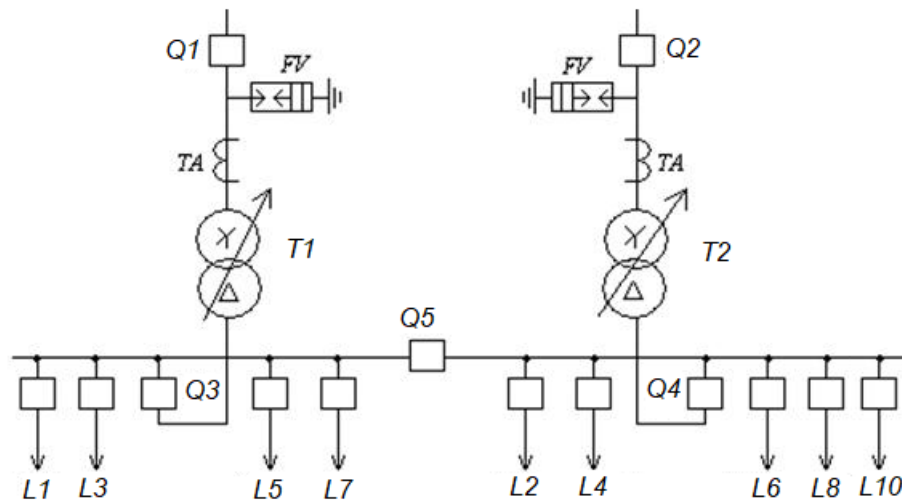 Q1 Q2
FV FV
TA TA
Y Y
T1 T2
Δ Δ
Q5
Q3 Q4
L1 L3 L5 L7 L2 L4 L6 L8 L10